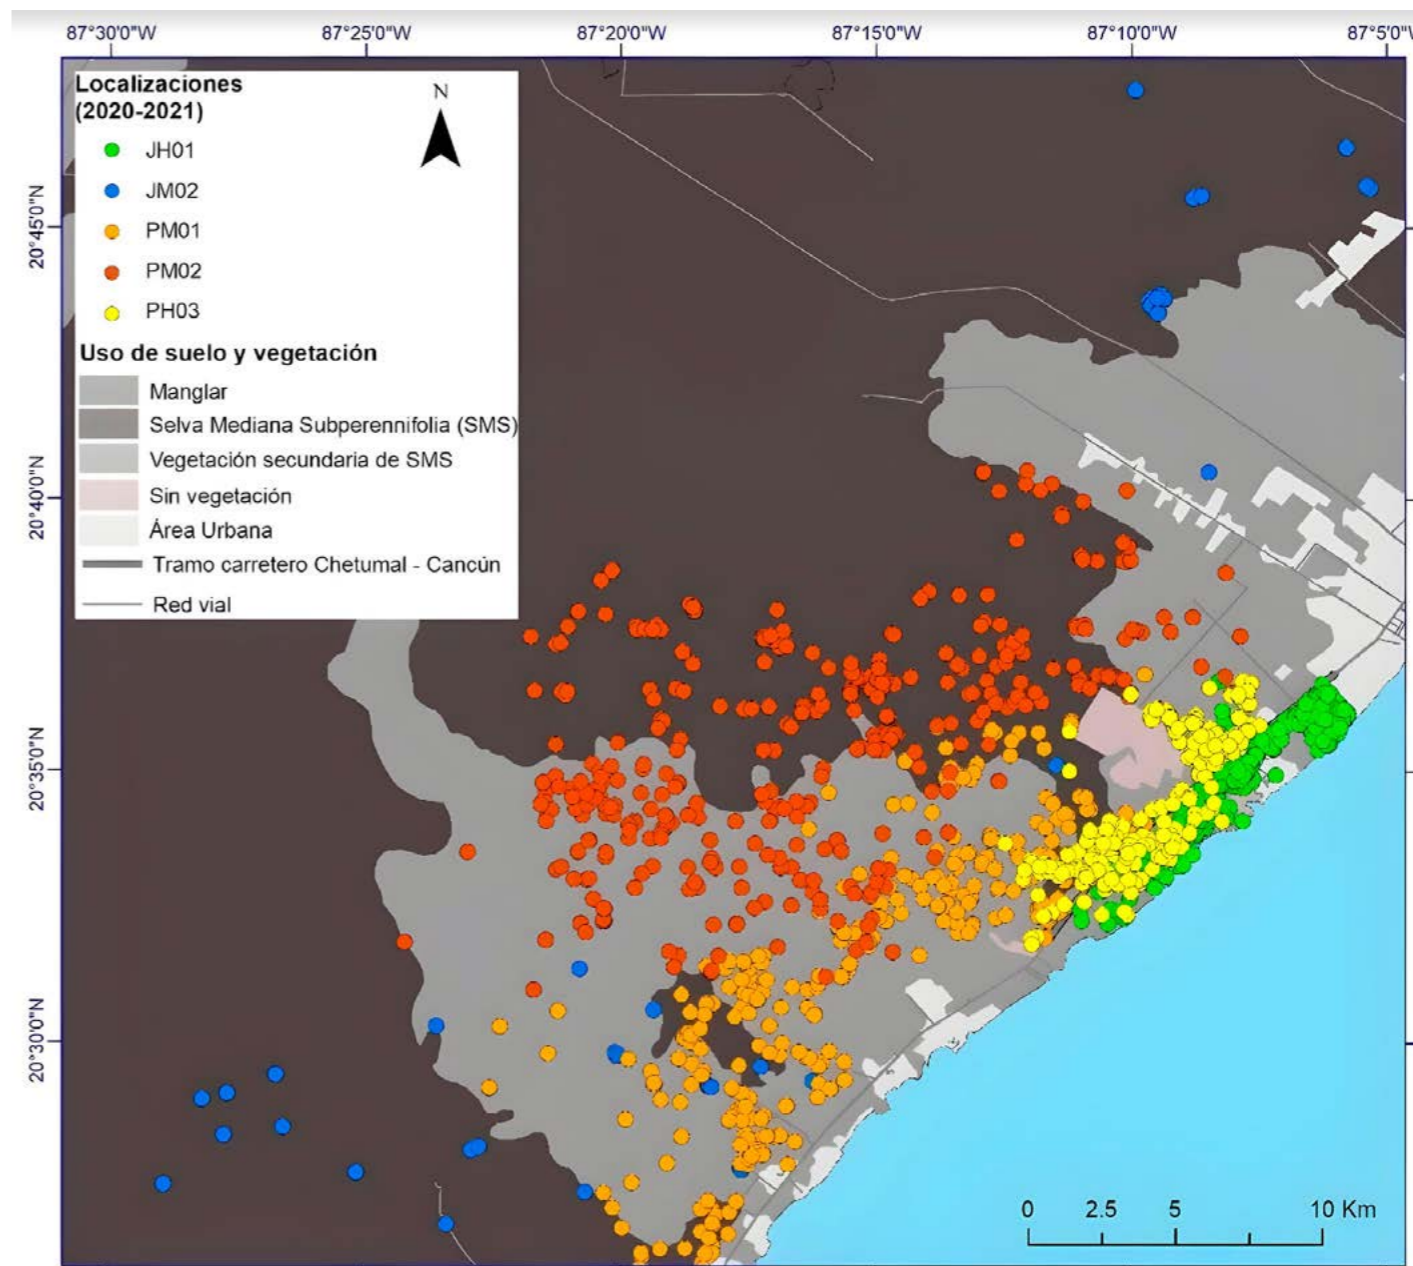 87°30'0"W 87°25'0"W 87°20'0"W 87°15'0"W 87°10'0"W 87°5'0"W
Localizaciones
(2020-2021)
N
JH01
JM02
PM01
PM02
PH03
Uso de suelo y vegetación
Manglar
Selva Mediana Subperennifolia (SMS)
Vegetación secundaria de SMS
Sin vegetación
Área Urbana
Tramo carretero Chetumal - Cancún
Red vial
20°45'0"N
20°40'0"N
20°35'0"N
20°30'0"N
0 2.5 5 10 Km